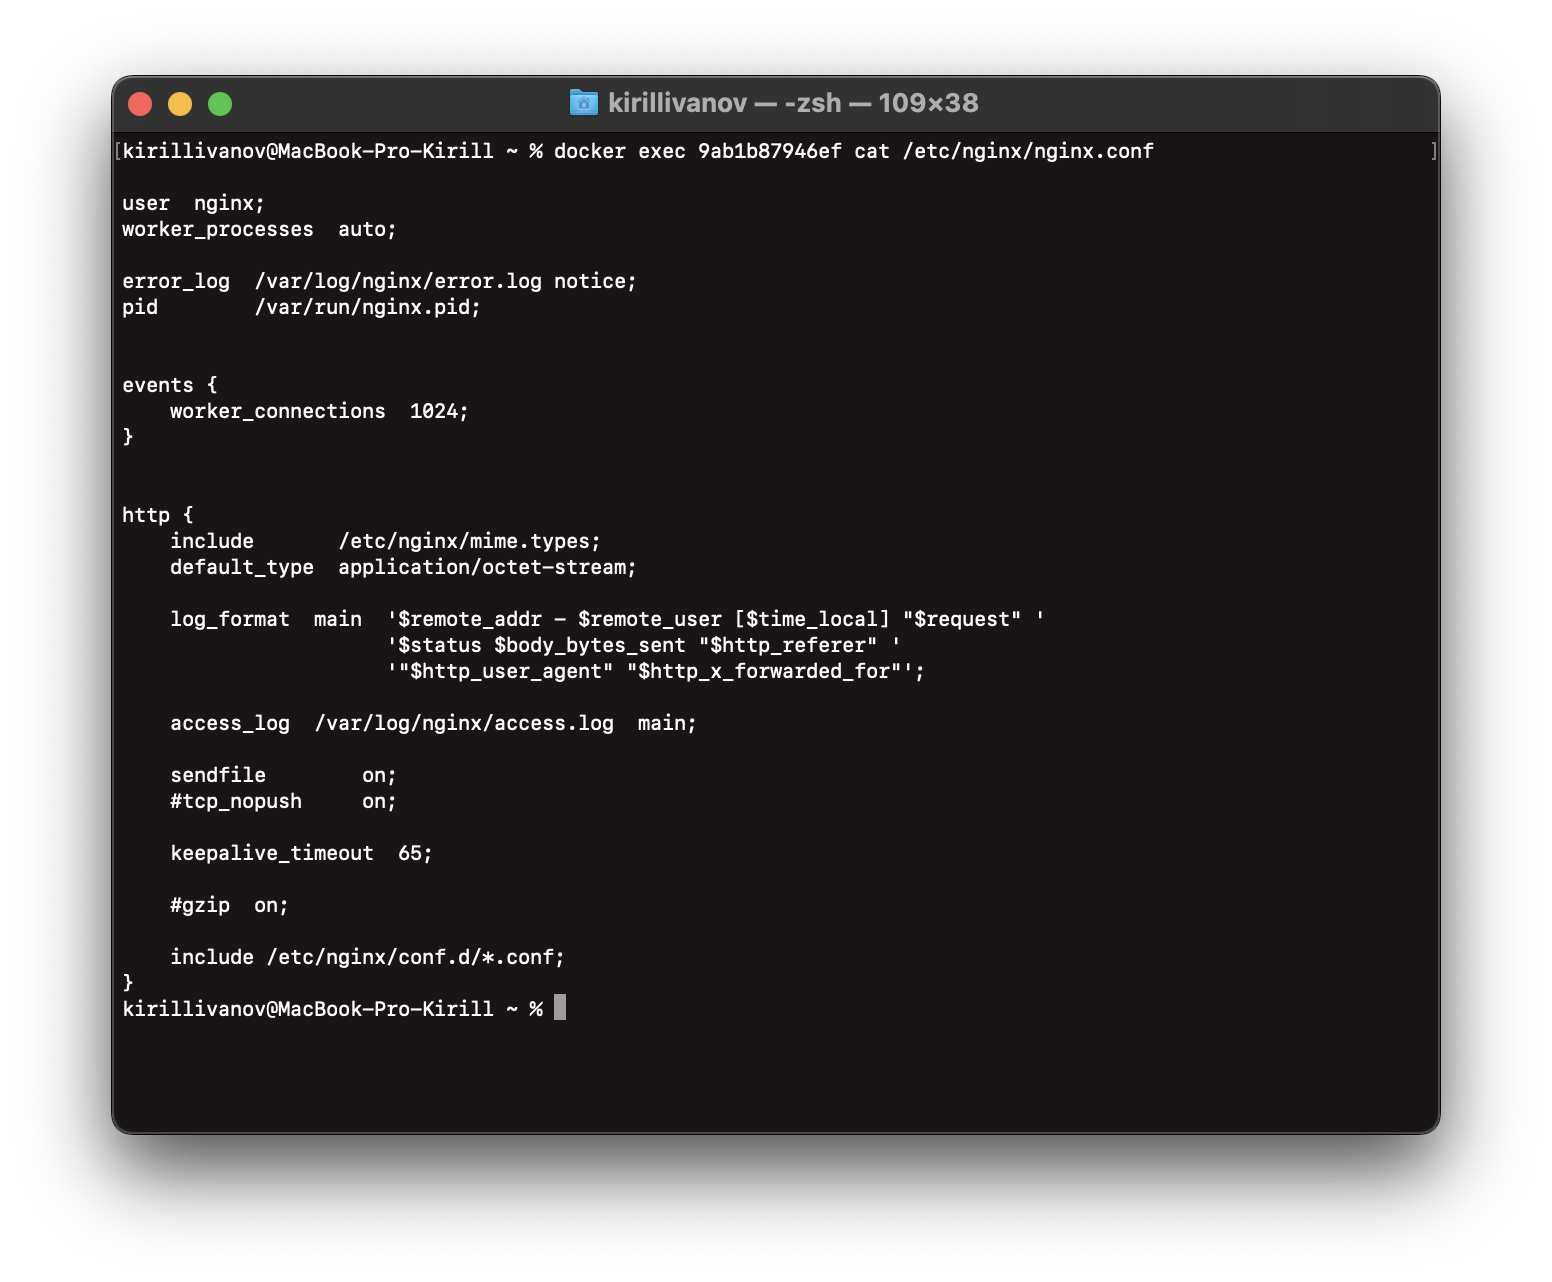 kirillivanov — -zsh — 109×38
[kirillivanov@MacBook-Pro-Kirill ~ % docker exec 9ab1b87946ef cat /etc/nginx/nginx.conf ]
user  nginx;
worker_processes  auto;
error_log  /var/log/nginx/error.log notice;
pid        /var/run/nginx.pid;
events {
    worker_connections  1024;
}
http {
    include       /etc/nginx/mime.types;
    default_type  application/octet-stream;
    log_format  main  '$remote_addr - $remote_user [$time_local] "$request" '
                      '$status $body_bytes_sent "$http_referer" '
                      '"$http_user_agent" "$http_x_forwarded_for"';
    access_log  /var/log/nginx/access.log  main;
    sendfile        on;
    #tcp_nopush     on;
    keepalive_timeout  65;
    #gzip  on;
    include /etc/nginx/conf.d/*.conf;
}
kirillivanov@MacBook-Pro-Kirill ~ %